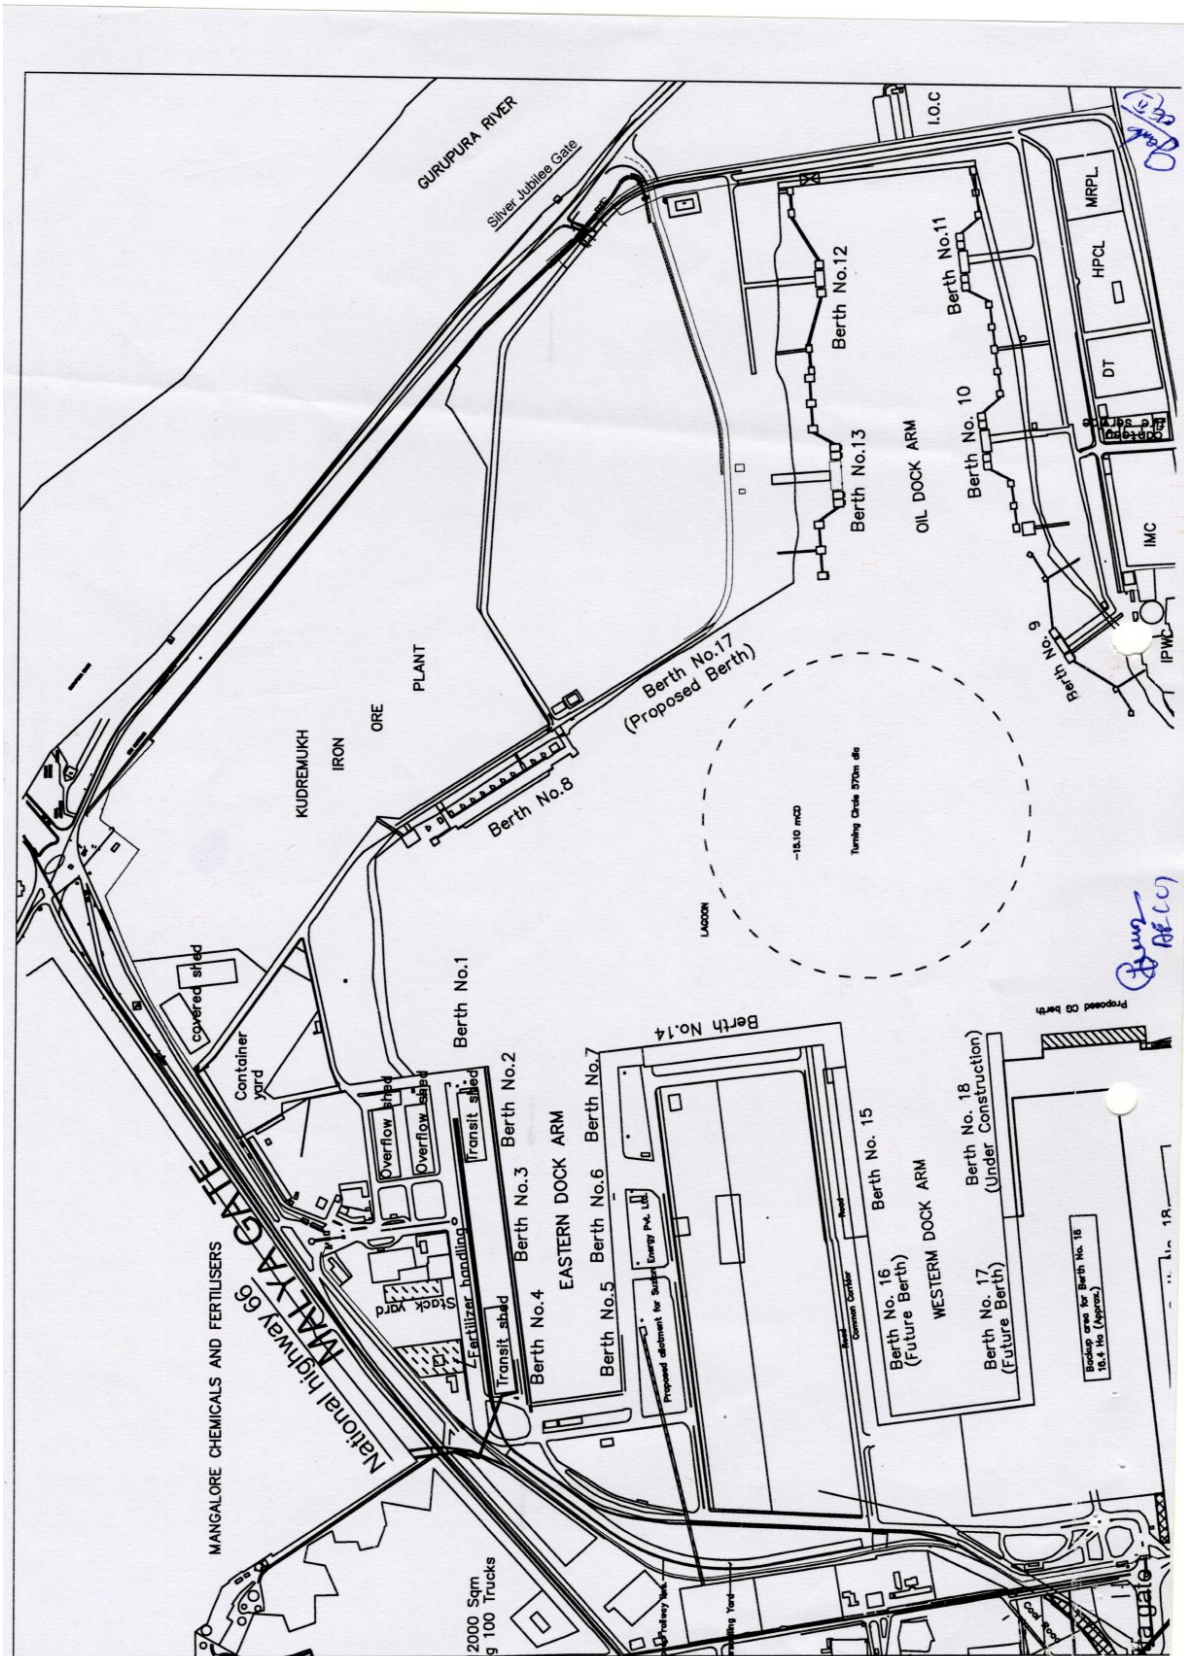 GURUPURA RIVER
Silver Jubilee Gate
I.O.C
MRPL
HPCL
DT
IMC
IPWC
Berth No.12
Berth No.11
Berth No.13
Berth No. 10
OIL DOCK ARM
Berth No. 9
Berth No.17
(Proposed Berth)
KUDREMUKH
IRON
ORE
PLANT
Berth No.8
-15.10 mCD
Turning Circle 570m dia
LAGOON
Proposed CG berth
covered shed
Container
yard
Berth No.1
Overflow shed
Overflow shed
Transit shed
Berth No.2
Berth No.3
Berth No.4
EASTERN DOCK ARM
Berth No.7
Berth No.6
Berth No.5
Berth No.14
MALYA GATE
National highway 66
MANGALORE CHEMICALS AND FERTILISERS
Stack yard
Fertilizer handling
Transit shed
Road
Road
Common Corridor
Berth No. 15
Berth No. 16
(Future Berth)
WESTERM DOCK ARM
Berth No. 18
(Under Construction)
Berth No. 17
(Future Berth)
Backup area for Berth No. 18
16.4 Ha (Approx.)
2000 Sqm
g 100 Trucks